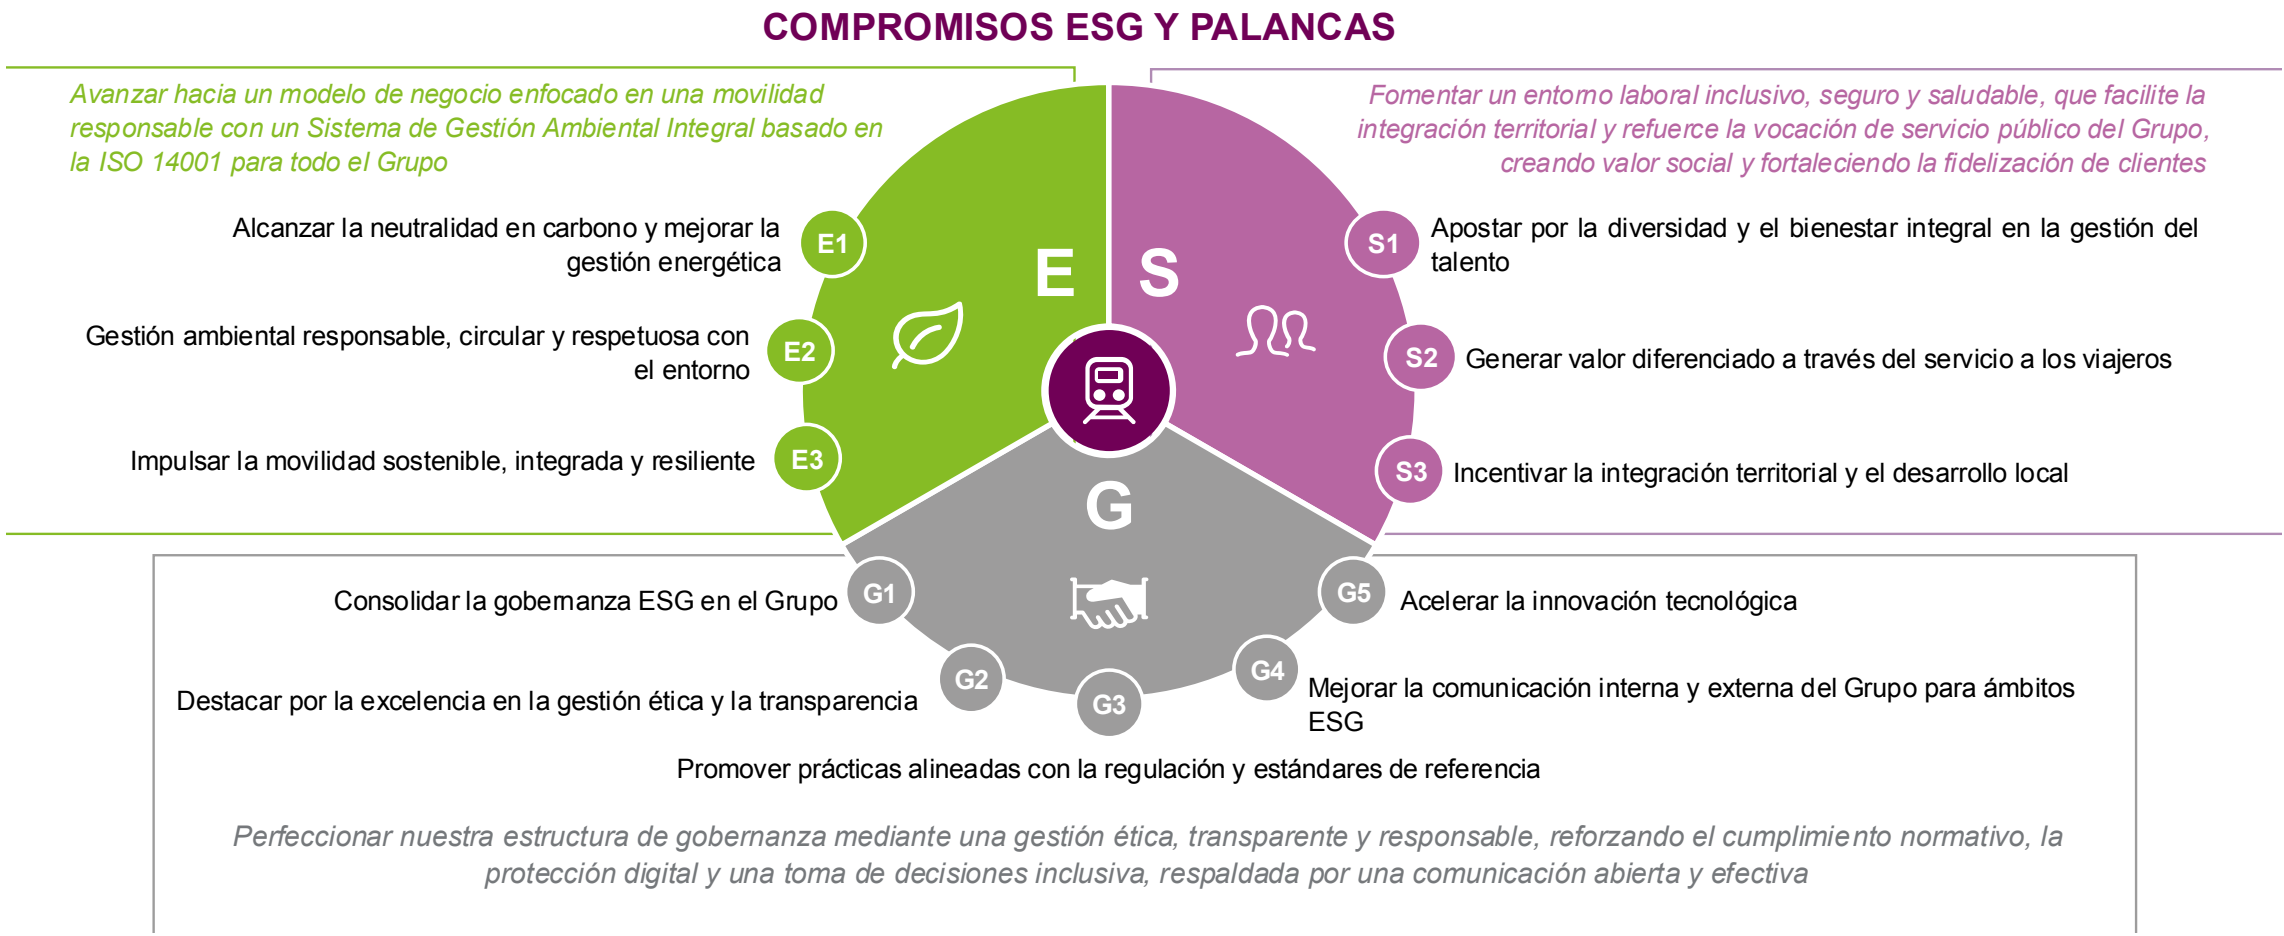 COMPROMISOS ESG Y PALANCAS
Avanzar hacia un modelo de negocio enfocado en una movilidad
responsable con un Sistema de Gestión Ambiental Integral basado en
la ISO 14001 para todo el Grupo
Fomentar un entorno laboral inclusivo, seguro y saludable, que facilite la
integración territorial y refuerce la vocación de servicio público del Grupo,
creando valor social y fortaleciendo la fidelización de clientes
E
S
G
Alcanzar la neutralidad en carbono y mejorar la
gestión energética
E1
Gestión ambiental responsable, circular y respetuosa con
el entorno
E2
Impulsar la movilidad sostenible, integrada y resiliente
E3
S1
Apostar por la diversidad y el bienestar integral en la gestión del
talento
S2
Generar valor diferenciado a través del servicio a los viajeros
S3
Incentivar la integración territorial y el desarrollo local
Consolidar la gobernanza ESG en el Grupo
G1
Destacar por la excelencia en la gestión ética y la transparencia
G2
G3
Promover prácticas alineadas con la regulación y estándares de referencia
G4
Mejorar la comunicación interna y externa del Grupo para ámbitos
ESG
G5
Acelerar la innovación tecnológica
Perfeccionar nuestra estructura de gobernanza mediante una gestión ética, transparente y responsable, reforzando el cumplimiento normativo, la
protección digital y una toma de decisiones inclusiva, respaldada por una comunicación abierta y efectiva